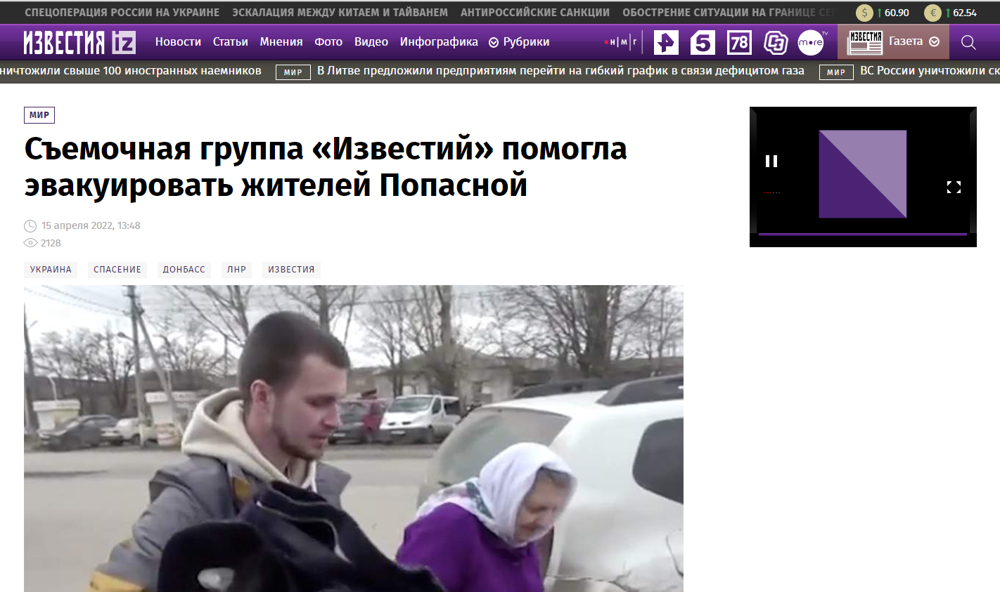 СПЕЦОПЕРАЦИЯ РОССИИ НА УКРАИНЕ ЭСКАЛАЦИЯ МЕЖДУ КИТАЕМ И ТАЙВАНЕМ АНТИРОССИЙСКИЕ САНКЦИИ ОБОСТРЕНИЕ СИТУАЦИИ НА ГРАНИЦЕ $ 60.90 € 62.54
ИЗВЕСТИЯ iz Новости Статьи Мнения Фото Видео Инфографика Рубрики н м г 5 78 more TV ИЗВЕСТИЯ Газета
ничтожили свыше 100 иностранных наемников МИР В Литве предложили предприятиям перейти на гибкий график в связи дефицитом газа МИР ВС России уничтожили ск
МИР
Съемочная группа «Известий» помогла
эвакуировать жителей Попасной
15 апреля 2022, 13:48
2128
УКРАИНА СПАСЕНИЕ ДОНБАСС ЛНР ИЗВЕСТИЯ